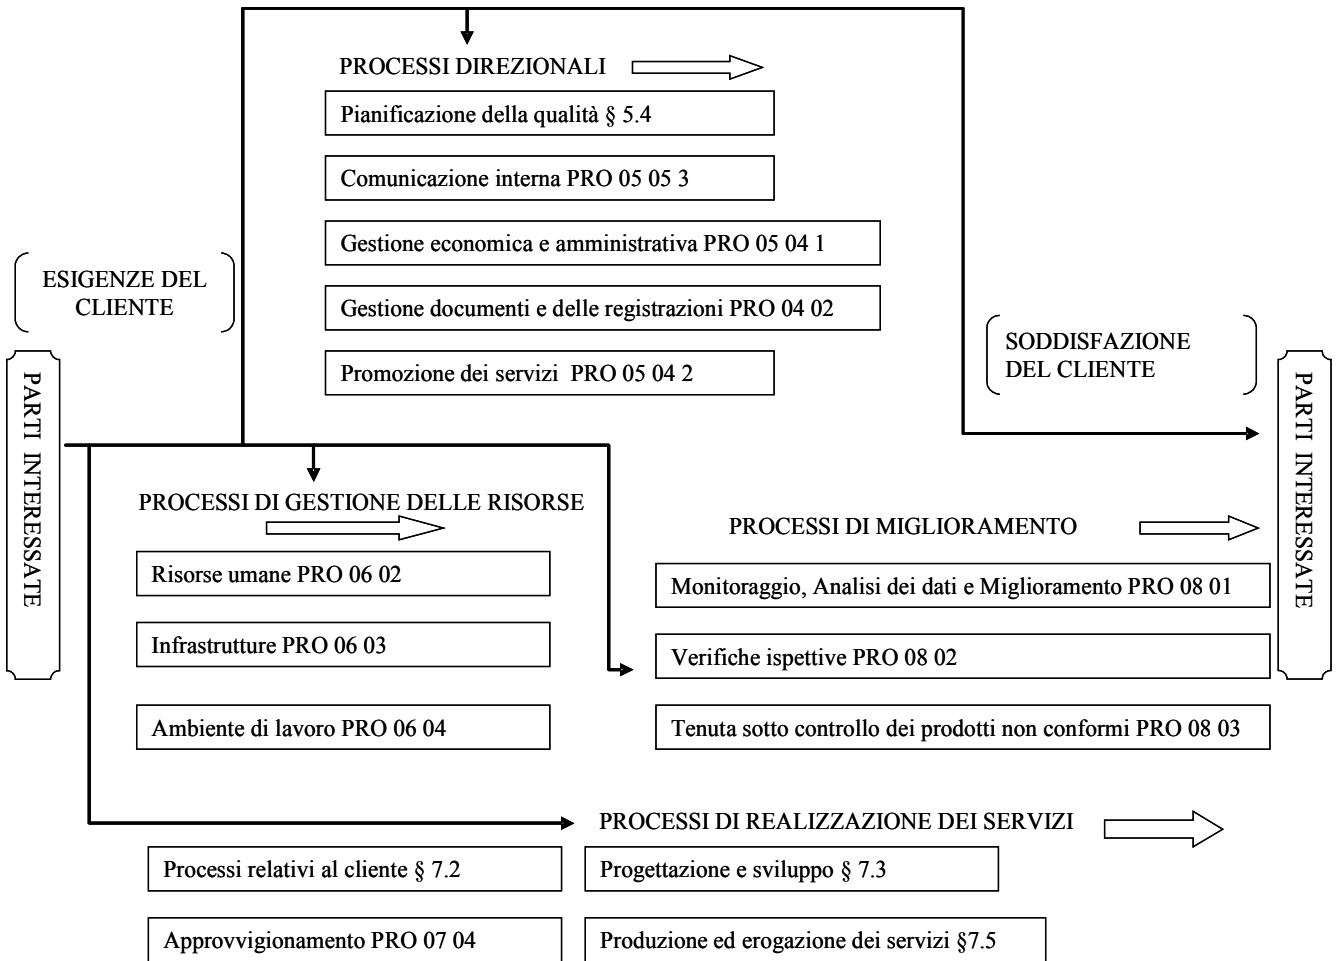 PROCESSI DIREZIONALI
Pianificazione della qualità § 5.4
Comunicazione interna PRO 05 05 3
Gestione economica e amministrativa PRO 05 04 1
Gestione documenti e delle registrazioni PRO 04 02
Promozione dei servizi PRO 05 04 2
ESIGENZE DEL
CLIENTE
SODDISFAZIONE
DEL CLIENTE
PARTI INTERESSATE
PARTI INTERESSATE
PROCESSI DI GESTIONE DELLE RISORSE
Risorse umane PRO 06 02
Infrastrutture PRO 06 03
Ambiente di lavoro PRO 06 04
PROCESSI DI MIGLIORAMENTO
Monitoraggio, Analisi dei dati e Miglioramento PRO 08 01
Verifiche ispettive PRO 08 02
Tenuta sotto controllo dei prodotti non conformi PRO 08 03
PROCESSI DI REALIZZAZIONE DEI SERVIZI
Processi relativi al cliente § 7.2
Progettazione e sviluppo § 7.3
Approvvigionamento PRO 07 04
Produzione ed erogazione dei servizi §7.5